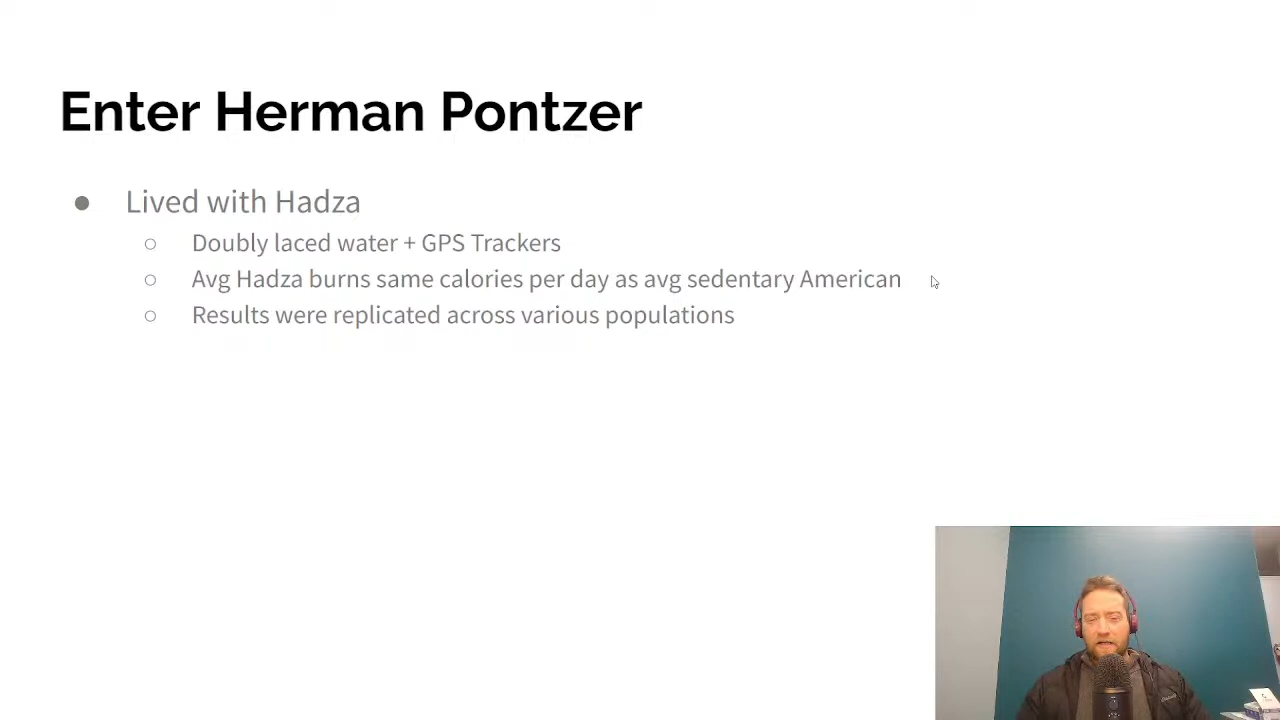 Enter Herman Pontzer
● Lived with Hadza
○ Doubly laced water + GPS Trackers
○ Avg Hadza burns same calories per day as avg sedentary American
○ Results were replicated across various populations